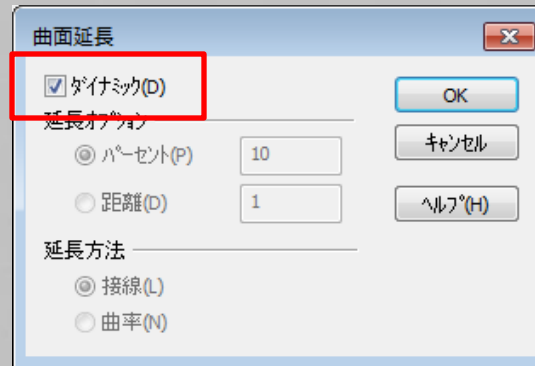 曲面延長
ダイナミック(D)
OK
延長オプション
キャンセル
パーセント(P)
10
距離(D)
1
ヘルプ(H)
延長方法
接線(L)
曲率(N)